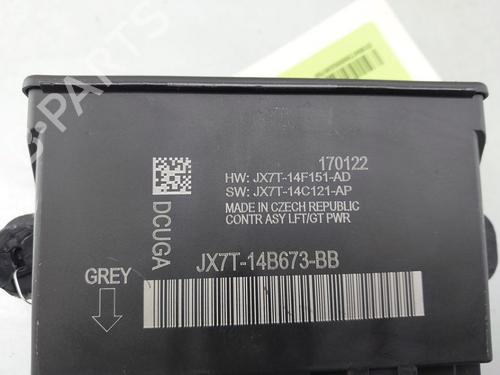 170122
HW: JX7T-14F151-AD
SW: JX7T-14C121-AP
MADE IN CZECH REPUBLIC
CONTR ASY LFT/GT PWR
DCUGA
JX7T-14B673-BB
GREY